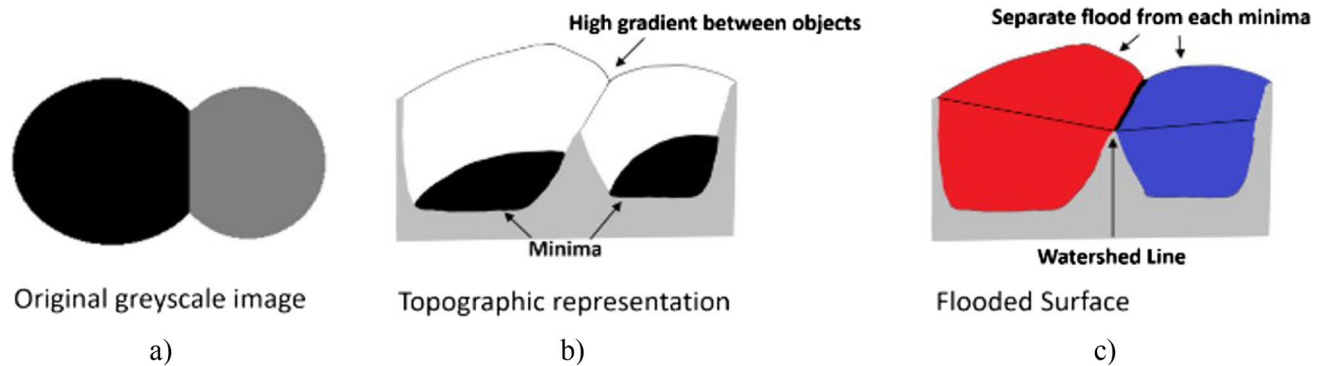 High gradient between objects
Separate flood from each minima
Minima
Watershed Line
Original greyscale image
Topographic representation
Flooded Surface
a)
b)
c)